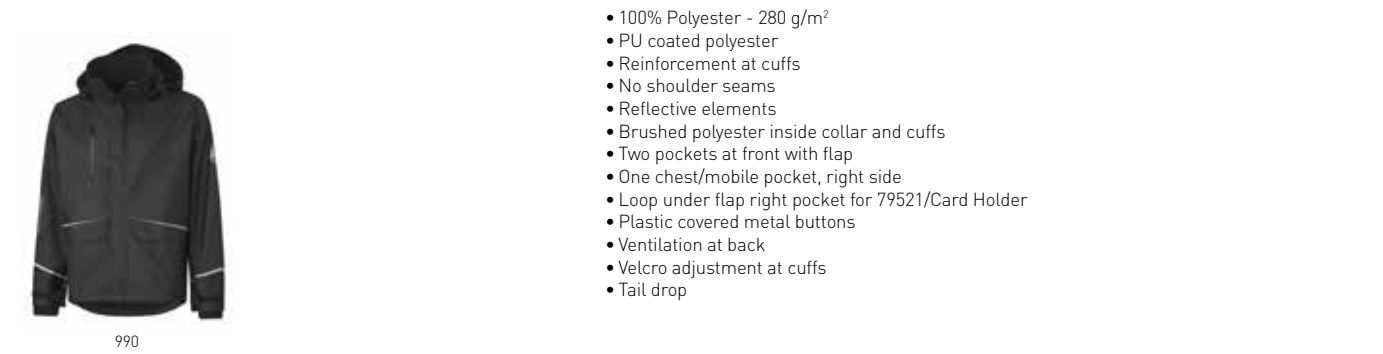 • 100% Polyester - 280 g/m²
• PU coated polyester
• Reinforcement at cuffs
• No shoulder seams
• Reflective elements
• Brushed polyester inside collar and cuffs
• Two pockets at front with flap
• One chest/mobile pocket, right side
• Loop under flap right pocket for 79521/Card Holder
• Plastic covered metal buttons
• Ventilation at back
• Velcro adjustment at cuffs
• Tail drop
990